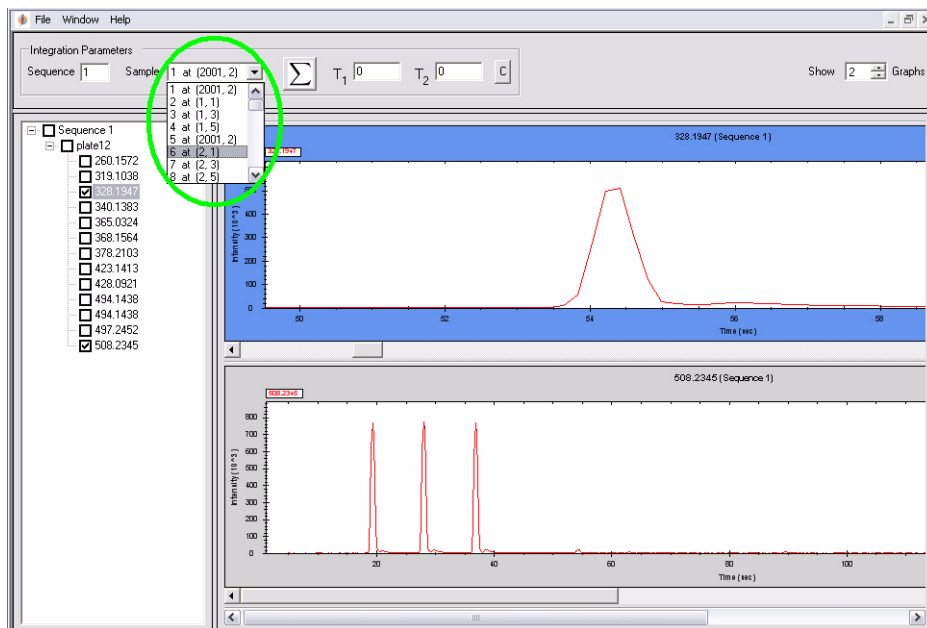 File Window Help
Integration Parameters
Sequence 1 Sample 1 at (2001, 2) Σ T1 0 T2 0 C Show 2 Graphs
1 at (2001, 2)
2 at (1, 1)
3 at (1, 3)
4 at (1, 5)
5 at (2001, 2)
6 at (2, 1)
7 at (2, 3)
8 at (2, 5)
Sequence 1
plate12
260.1572
319.1038
328.1947
340.1383
365.0324
368.1564
378.2103
423.1413
428.0921
494.1438
494.1438
497.2452
508.2345
328.1947 (Sequence 1)
328.1947
400
300
200
100
0
Intensity (10^3)
50 52 54 56 58
Time (sec)
508.2345 (Sequence 1)
508.2345
800
700
600
500
400
300
200
100
0
Intensity (10^3)
20 40 60 80 100
Time (sec)